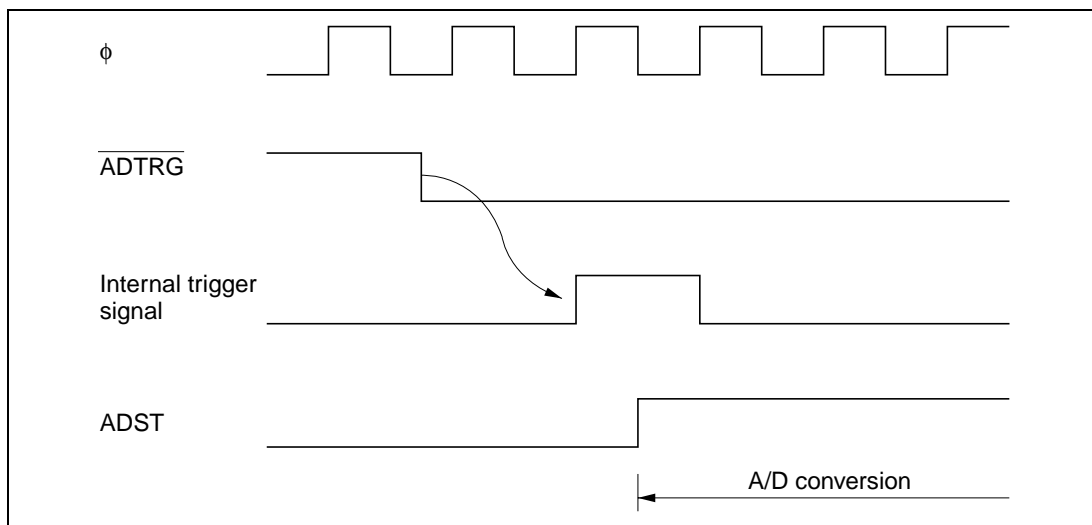 ϕ
ADTRG
Internal trigger
signal
ADST
A/D conversion